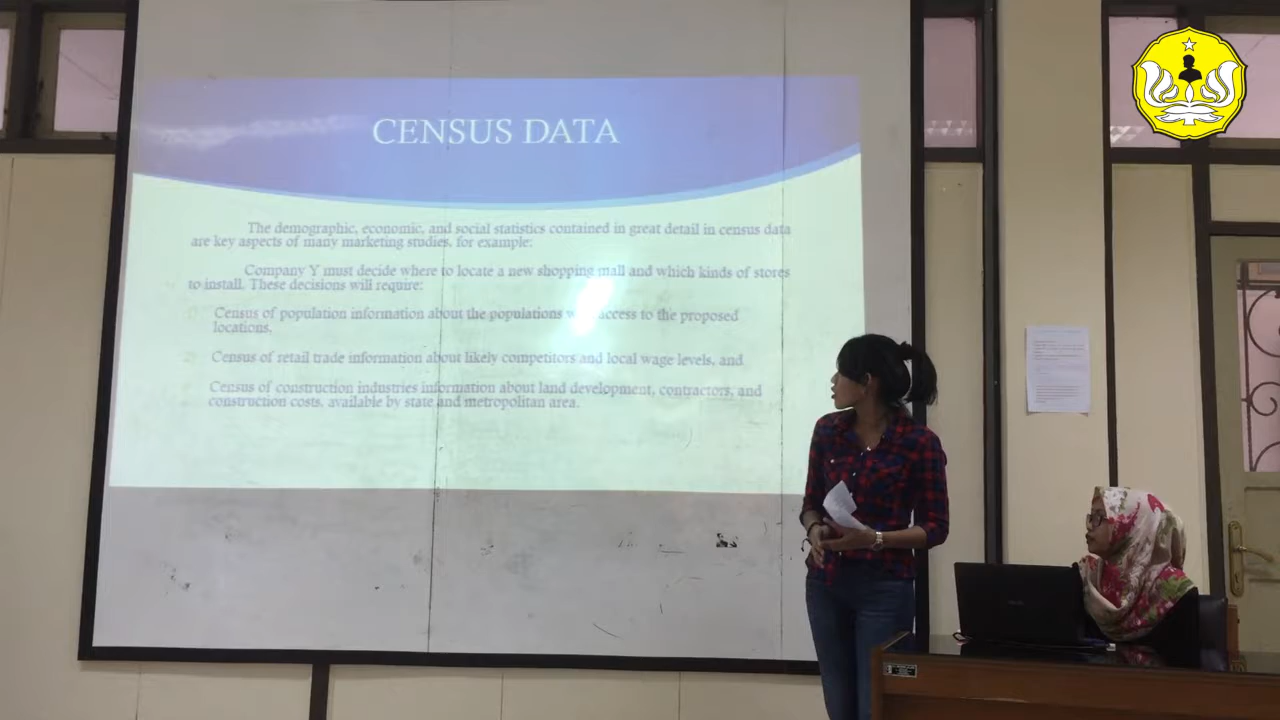 CENSUS DATA
The demographic, economic, and social statistics contained in great detail in census data
are key aspects of many marketing studies, for example:
Company Y must decide where to locate a new shopping mall and which kinds of stores
to install. These decisions will require:
Census of population information about the populations access to the proposed
locations,
Census of retail trade information about likely competitors and local wage levels, and
Census of construction industries information about land development, contractors, and
construction costs, available by state and metropolitan area.